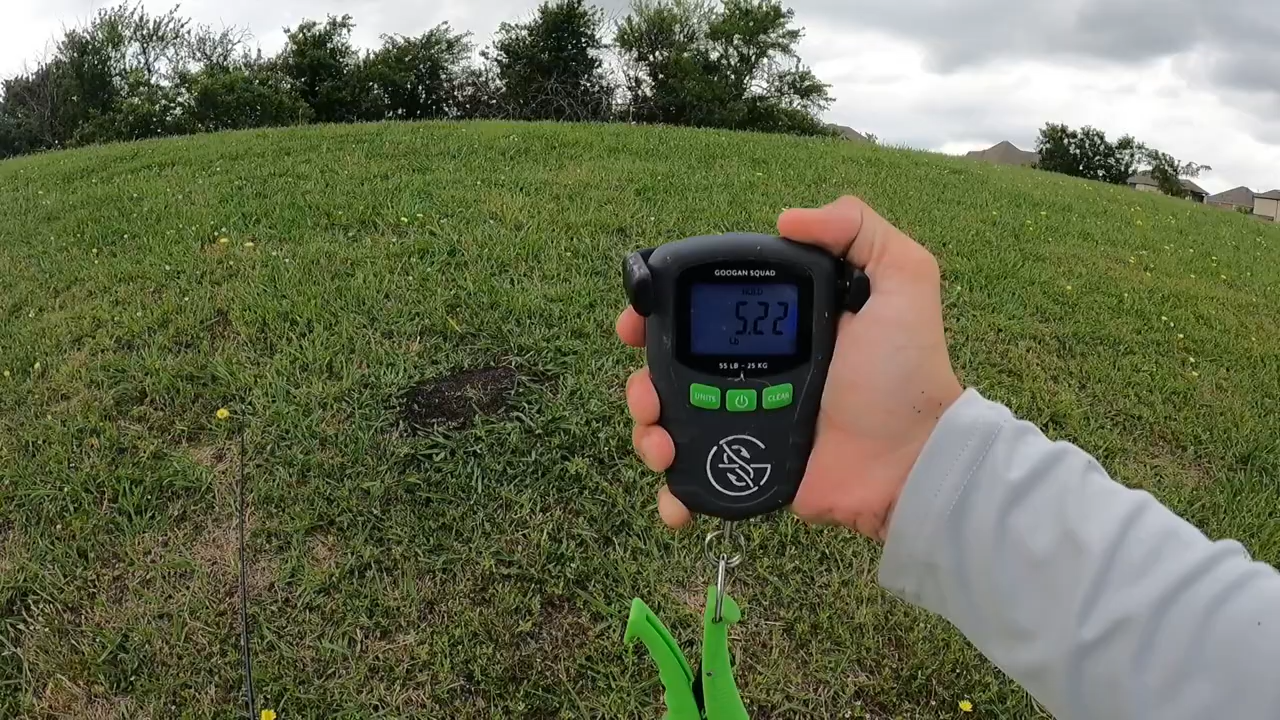 GOOGAN SQUAD
HOLD
5.22
Lb
55 LB - 25 KG
UNITS CLEAR